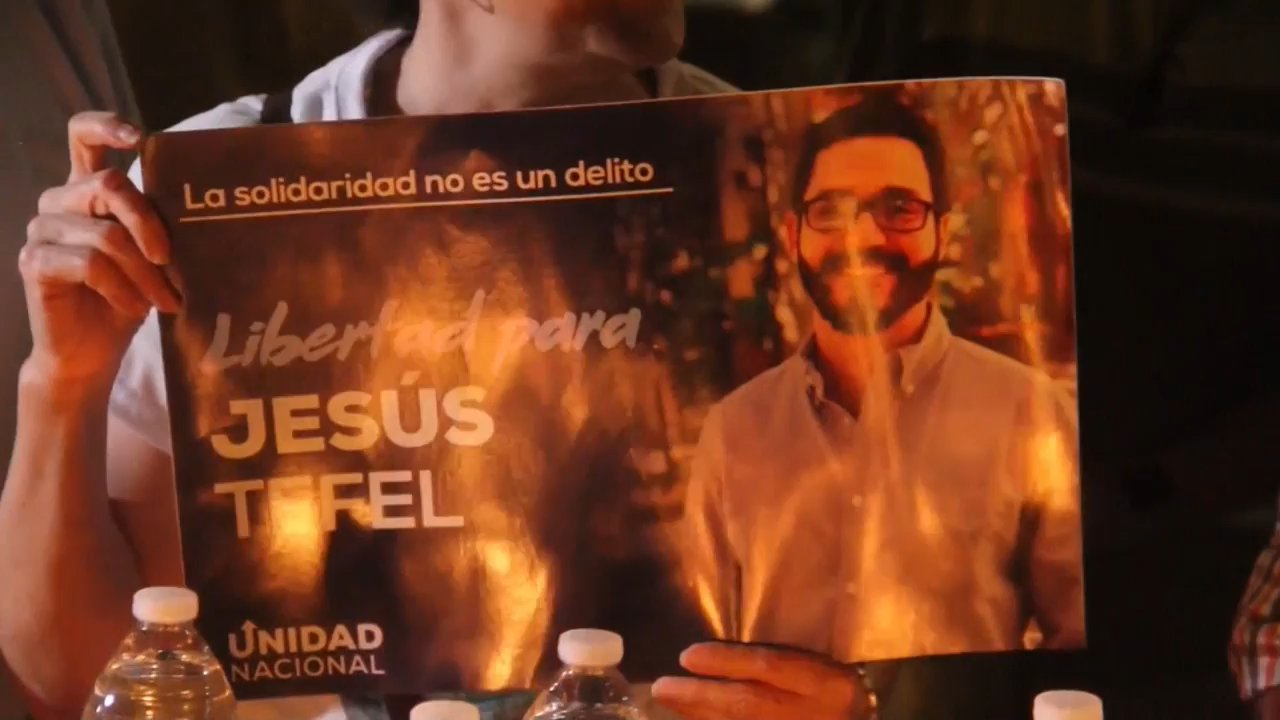 La solidaridad no es un delito
Libertad para
JESÚS
TEFEL
UNIDAD
NACIONAL